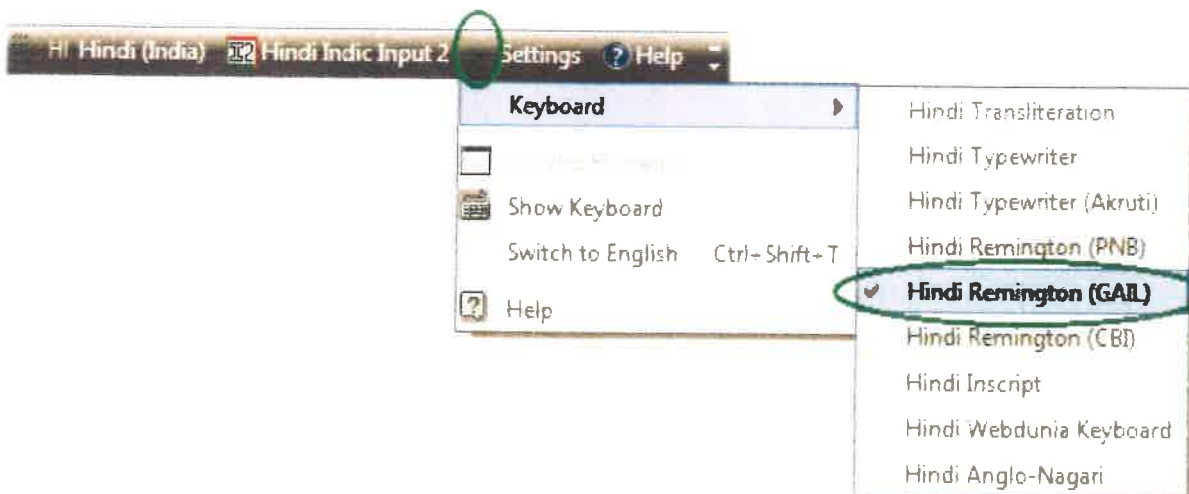 HI Hindi (India) Hindi Indic Input 2 Settings ? Help
Keyboard
Show Keyboard
Switch to English Ctrl+Shift+T
? Help
Hindi Transliteration
Hindi Typewriter
Hindi Typewriter (Akruti)
Hindi Remington (PNB)
Hindi Remington (GAIL)
Hindi Remington (CBI)
Hindi Inscript
Hindi Webdunia Keyboard
Hindi Anglo-Nagari